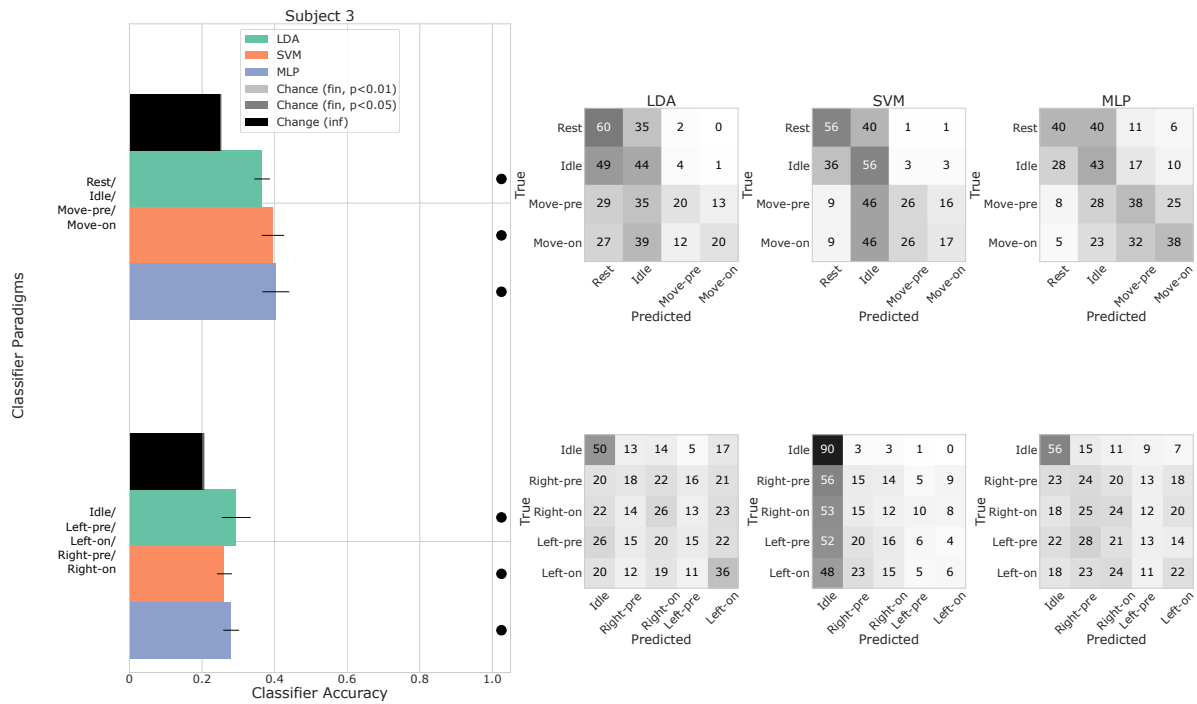 Subject 3
LDA
SVM
MLP
Chance (fin, p<0.01)
Chance (fin, p<0.05)
Change (inf)
Classifier Paradigms
Rest/
Idle/
Move-pre/
Move-on
Idle/
Left-pre/
Left-on/
Right-pre/
Right-on
0 0.2 0.4 0.6 0.8 1.0
Classifier Accuracy
LDA
True
Rest 60 35 2 0
Idle 49 44 4 1
Move-pre 29 35 20 13
Move-on 27 39 12 20
Rest Idle Move-pre Move-on
Predicted
SVM
True
Rest 56 40 1 1
Idle 36 56 3 3
Move-pre 9 46 26 16
Move-on 9 46 26 17
Rest Idle Move-pre Move-on
Predicted
MLP
True
Rest 40 40 11 6
Idle 28 43 17 10
Move-pre 8 28 38 25
Move-on 5 23 32 38
Rest Idle Move-pre Move-on
Predicted
True
Idle 50 13 14 5 17
Right-pre 20 18 22 16 21
Right-on 22 14 26 13 23
Left-pre 26 15 20 15 22
Left-on 20 12 19 11 36
Idle Right-pre Right-on Left-pre Left-on
Predicted
True
Idle 90 3 3 1 0
Right-pre 56 15 14 5 9
Right-on 53 15 12 10 8
Left-pre 52 20 16 6 4
Left-on 48 23 15 5 6
Idle Right-pre Right-on Left-pre Left-on
Predicted
True
Idle 56 15 11 9 7
Right-pre 23 24 20 13 18
Right-on 18 25 24 12 20
Left-pre 22 28 21 13 14
Left-on 18 23 24 11 22
Idle Right-pre Right-on Left-pre Left-on
Predicted